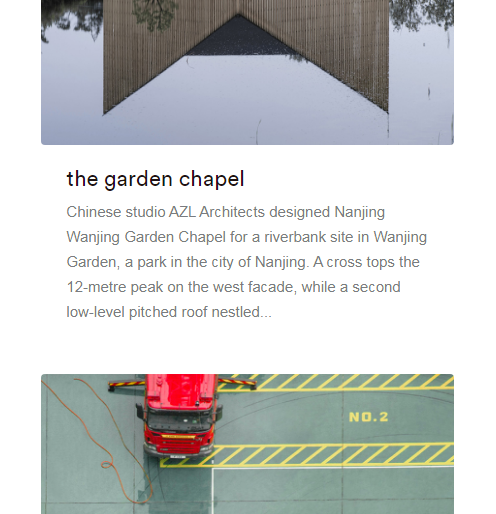 the garden chapel
Chinese studio AZL Architects designed Nanjing
Wanjing Garden Chapel for a riverbank site in Wanjing
Garden, a park in the city of Nanjing. A cross tops the
12-metre peak on the west facade, while a second
low-level pitched roof nestled...
NO.2